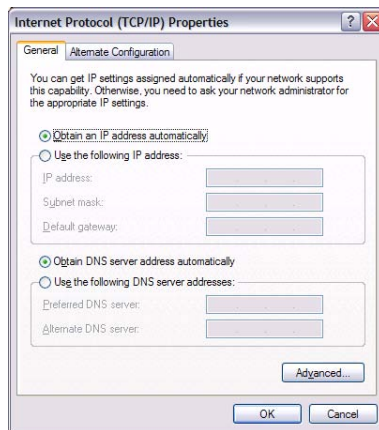 Internet Protocol (TCP/IP) Properties
General
Alternate Configuration
You can get IP settings assigned automatically if your network supports
this capability. Otherwise, you need to ask your network administrator for
the appropriate IP settings.
Obtain an IP address automatically
Use the following IP address:
IP address:
Subnet mask:
Default gateway:
Obtain DNS server address automatically
Use the following DNS server addresses:
Preferred DNS server:
Alternate DNS server:
Advanced...
OK
Cancel